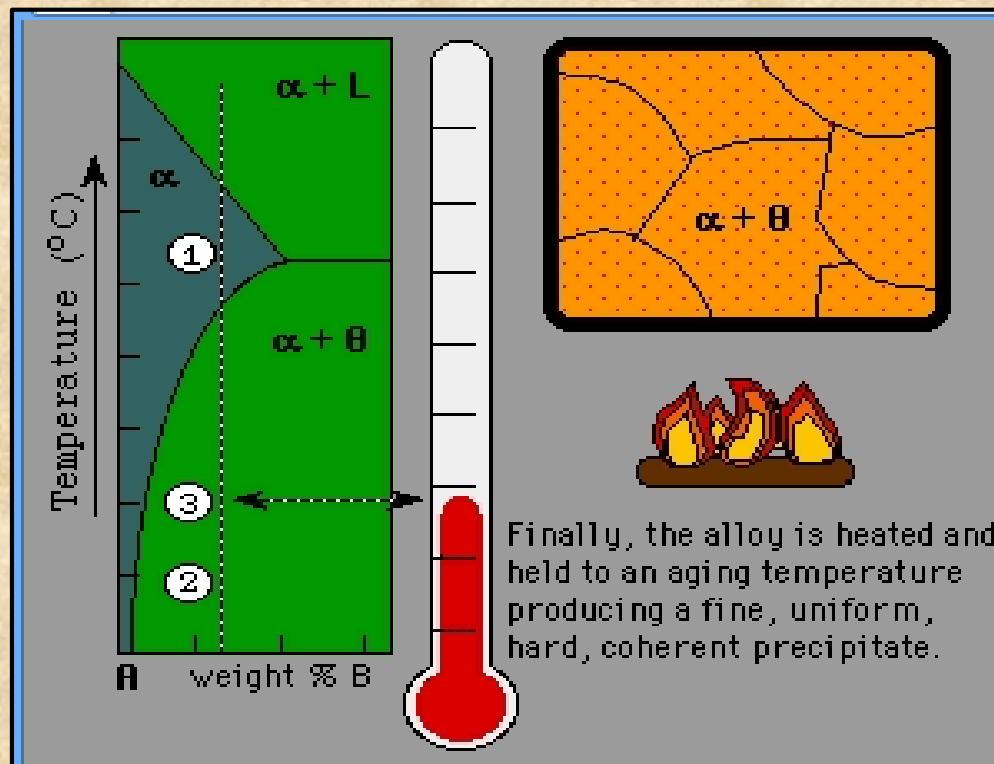 α + L
α
Temperature (°C)
1
α + θ
α + θ
3
2
A
weight % B
Finally, the alloy is heated and
held to an aging temperature
producing a fine, uniform,
hard, coherent precipitate.